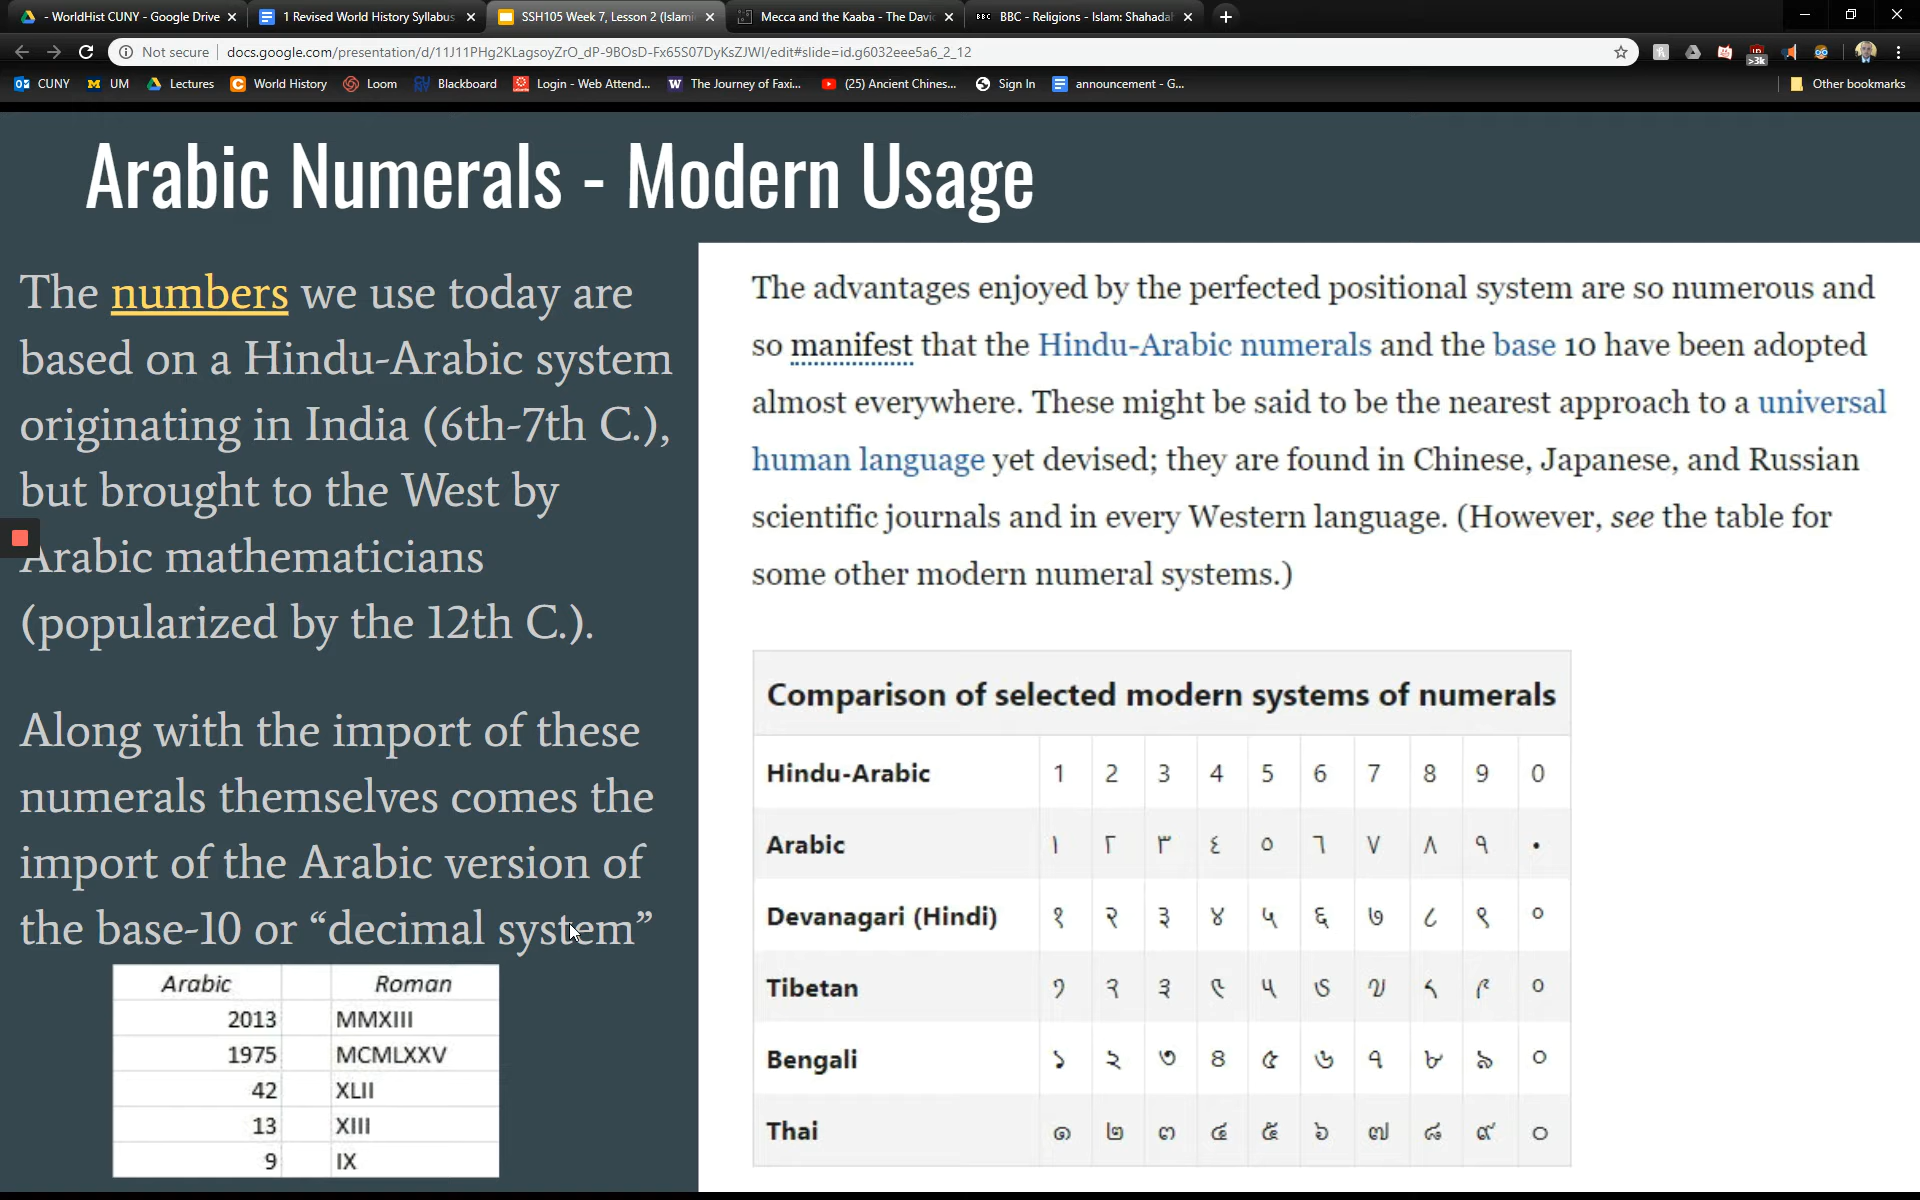 - WorldHist CUNY - Google Drive
1 Revised World History Syllabus
SSH105 Week 7, Lesson 2 (Islami
Mecca and the Kaaba - The David
BBC - Religions - Islam: Shahadah
Not secure
docs.google.com/presentation/d/11J11PHg2KLagsoyZrO_dP-9BOsD-Fx65S07DyKsZJWI/edit#slide=id.g6032eee5a6_2_12
>3k
CUNY
UM
Lectures
World History
Loom
Blackboard
Login - Web Attend...
The Journey of Faxi...
(25) Ancient Chines...
Sign In
announcement - G...
Other bookmarks
Arabic Numerals - Modern Usage
The numbers we use today are
based on a Hindu-Arabic system
originating in India (6th-7th C.),
but brought to the West by
Arabic mathematicians
(popularized by the 12th C.).
Along with the import of these
numerals themselves comes the
import of the Arabic version of
the base-10 or “decimal system”
Arabic Roman
2013 MMXIII
1975 MCMLXXV
42 XLII
13 XIII
9 IX
The advantages enjoyed by the perfected positional system are so numerous and
so manifest that the Hindu-Arabic numerals and the base 10 have been adopted
almost everywhere. These might be said to be the nearest approach to a universal
human language yet devised; they are found in Chinese, Japanese, and Russian
scientific journals and in every Western language. (However, see the table for
some other modern numeral systems.)
Comparison of selected modern systems of numerals
Hindu-Arabic 1 2 3 4 5 6 7 8 9 0
Arabic ١ ٢ ٣ ٤ ٥ ٦ ٧ ٨ ٩ ٠
Devanagari (Hindi) १ २ ३ ४ ५ ६ ७ ८ ९ ०
Tibetan ༡ ༢ ༣ ༤ ༥ ༦ ༧ ༨ ༩ ༠
Bengali ১ ২ ৩ ৪ ৫ ৬ ৭ ৮ ৯ ০
Thai ๑ ๒ ๓ ๔ ๕ ๖ ๗ ๘ ๙ ๐